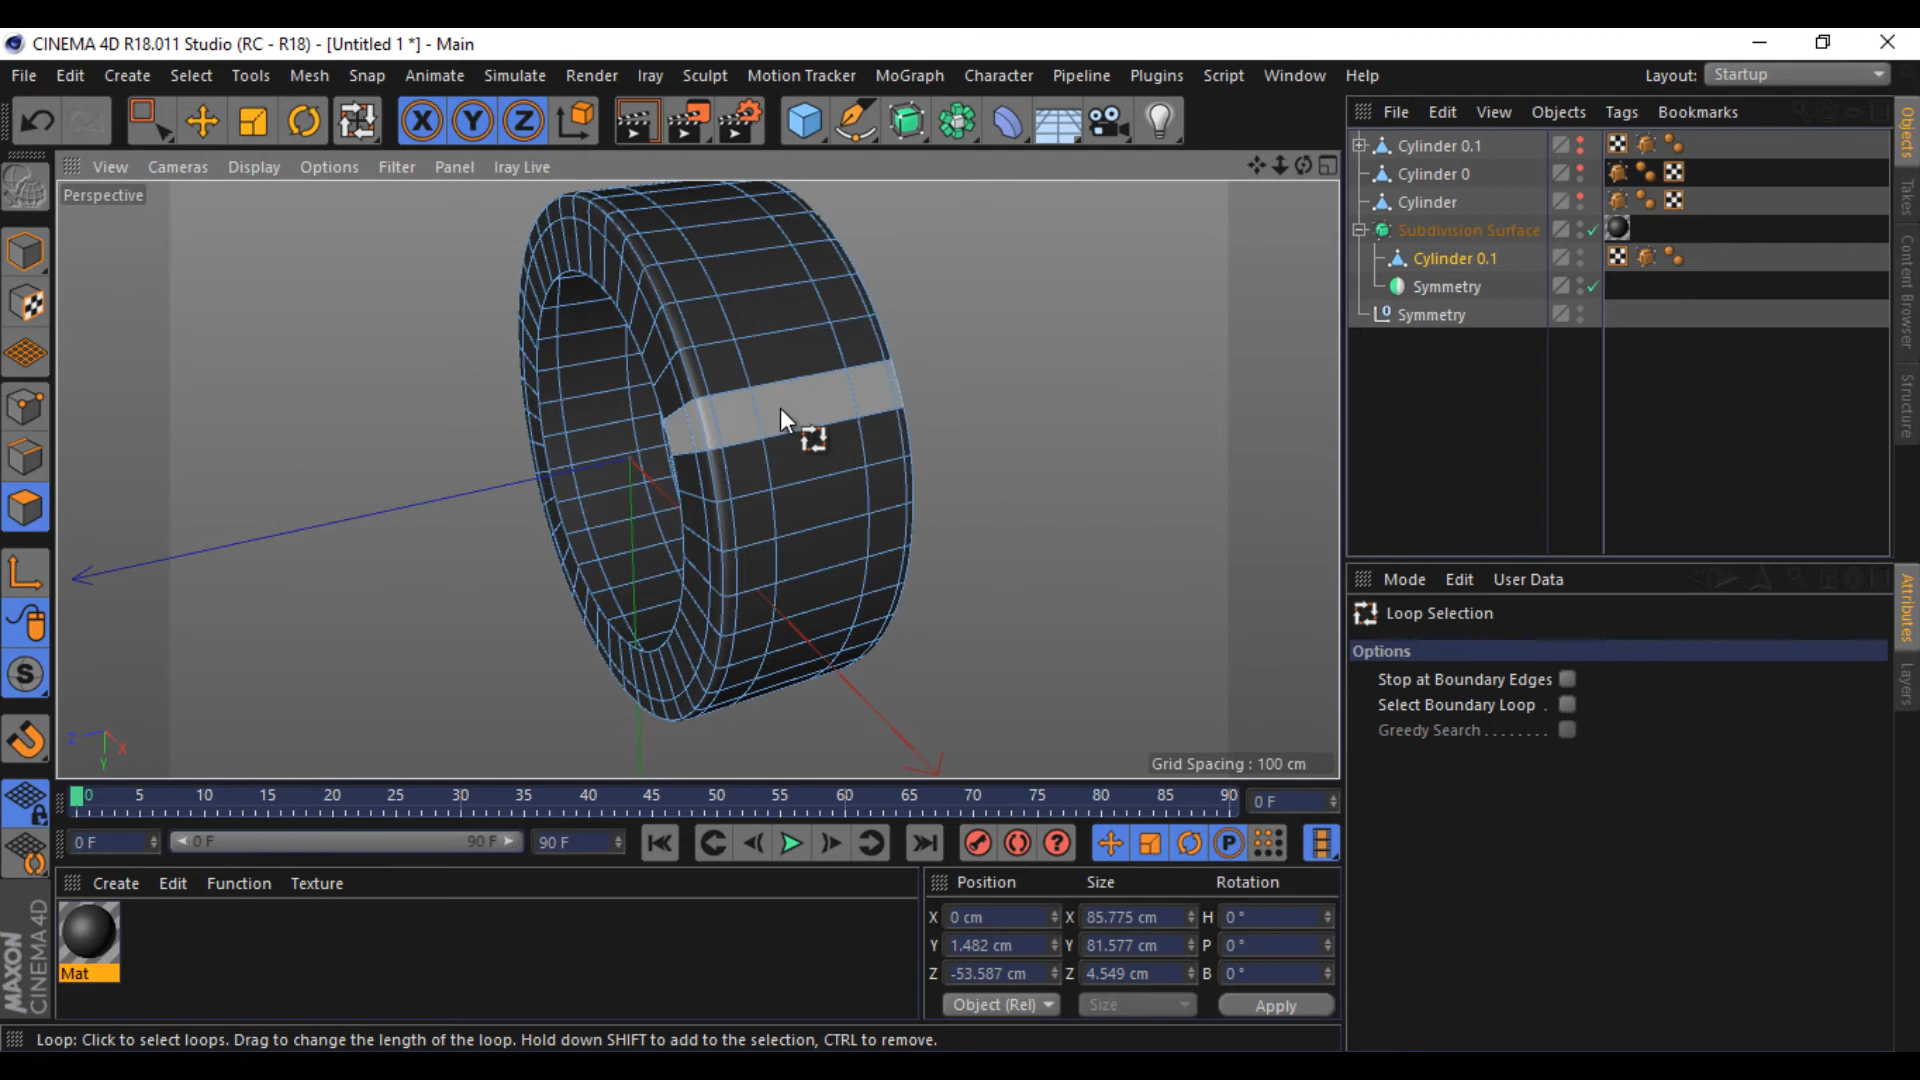 CINEMA 4D R18.011 Studio (RC - R18) - [Untitled 1 *] - Main
File Edit Create Select Tools Mesh Snap Animate Simulate Render Iray Sculpt Motion Tracker MoGraph Character Pipeline Plugins Script Window Help Layout: Startup
X Y Z
File Edit View Objects Tags Bookmarks
View Cameras Display Options Filter Panel Iray Live
Perspective
Cylinder 0.1
Cylinder 0
Cylinder
Subdivision Surface
Cylinder 0.1
Symmetry
Symmetry
Objects
Takes
Content Browser
Structure
Mode Edit User Data
Loop Selection
Options
Stop at Boundary Edges
Select Boundary Loop .
Greedy Search . . . . . . . .
Attributes
Layers
S
Z X
Y
Grid Spacing : 100 cm
0 5 10 15 20 25 30 35 40 45 50 55 60 65 70 75 80 85 90 0 F
0 F 0 F 90 F 90 F ? P
Create Edit Function Texture
Mat
MAXON
CINEMA 4D
Position Size Rotation
X 0 cm X 85.775 cm H 0 °
Y 1.482 cm Y 81.577 cm P 0 °
Z -53.587 cm Z 4.549 cm B 0 °
Object (Rel) Size Apply
Loop: Click to select loops. Drag to change the length of the loop. Hold down SHIFT to add to the selection, CTRL to remove.